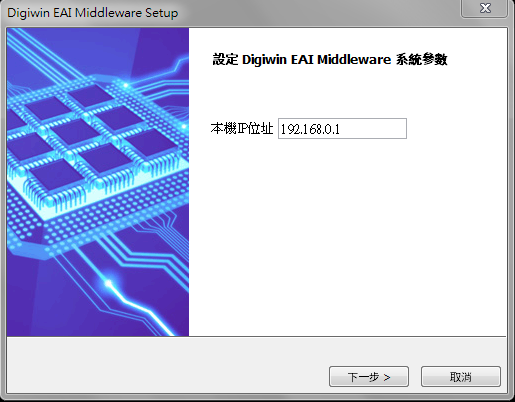 Digiwin EAI Middleware Setup
設定 Digiwin EAI Middleware 系統參數
本機IP位址 192.168.0.1
下一步 > 取消